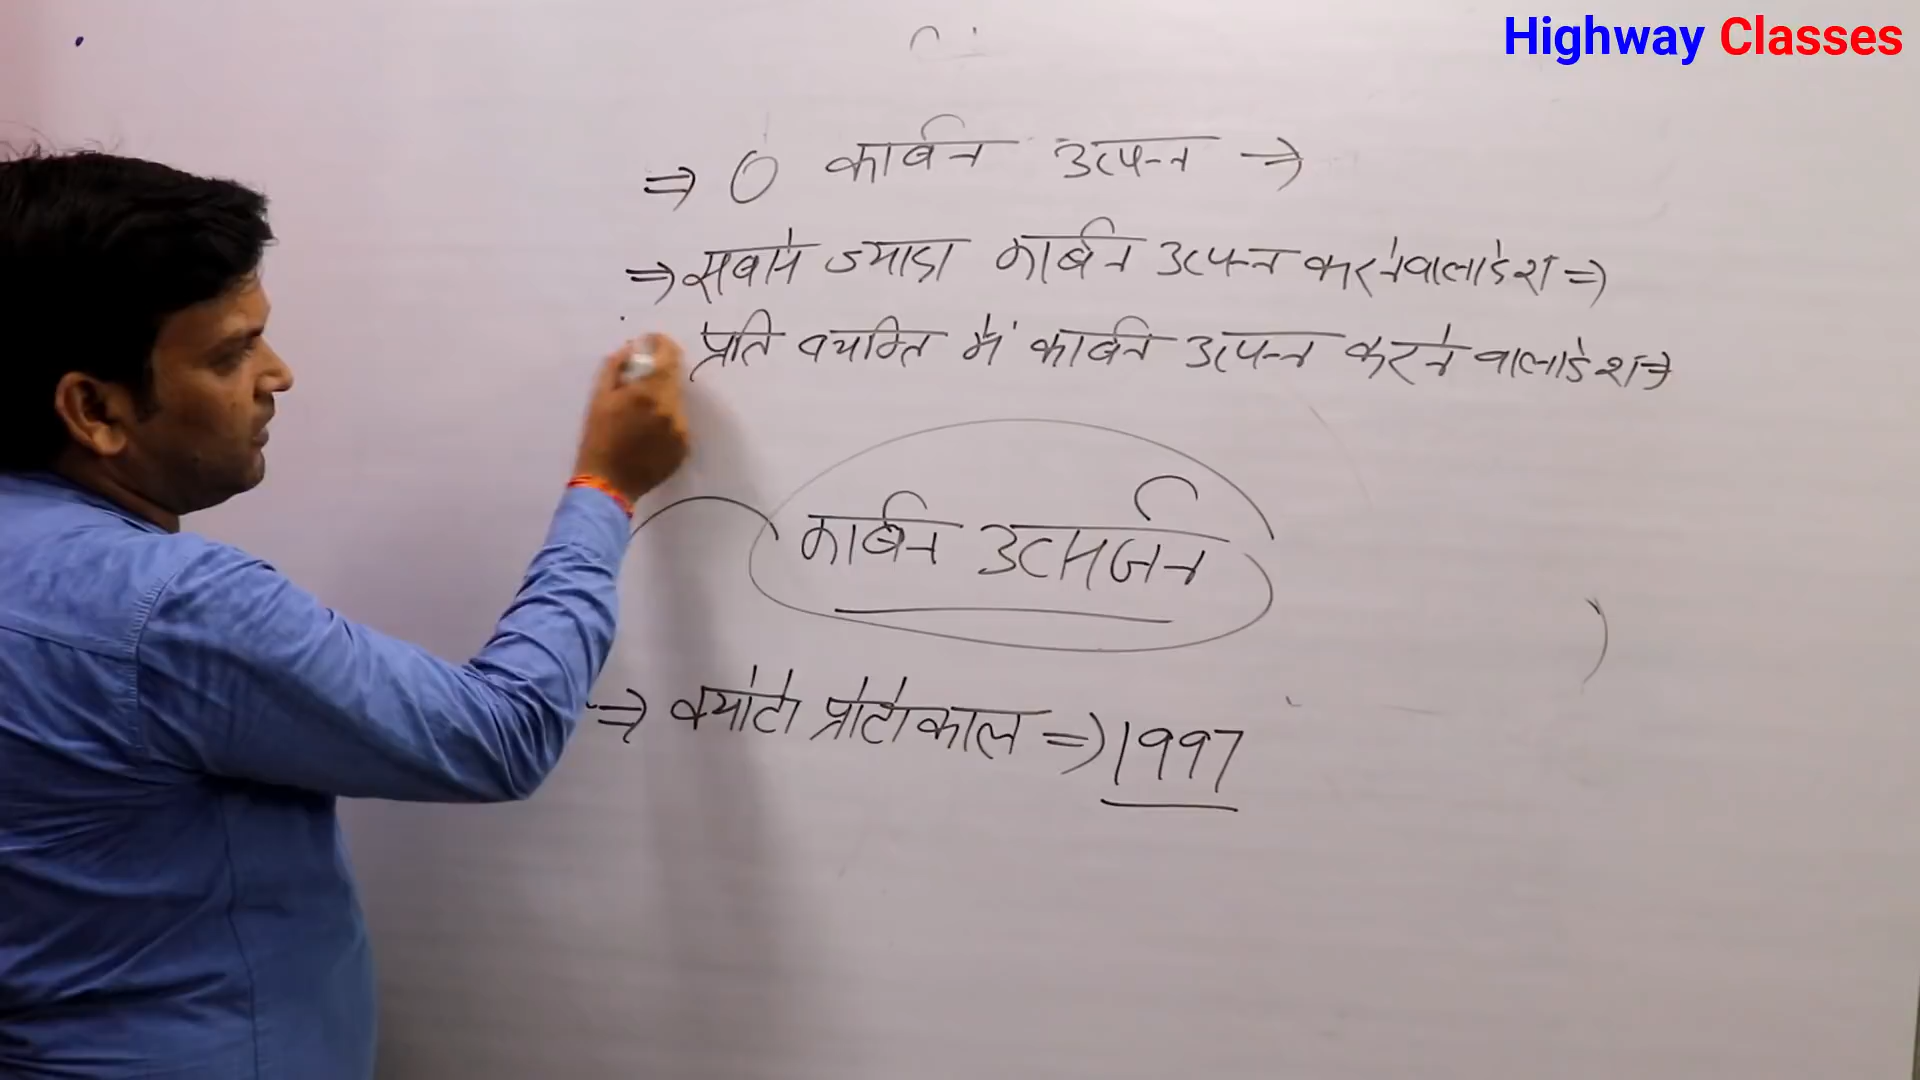 Highway Classes
⇒ 0 कार्बन उत्पन्न ⇒
⇒ सबसे ज्यादा कार्बन उत्पन्न करनेवाला देश ⇒
प्रति व्यक्ति में कार्बन उत्पन्न करने वाला देश ⇒
कार्बन उत्सर्जन
⇒ क्योटो प्रोटोकाल ⇒ 1997